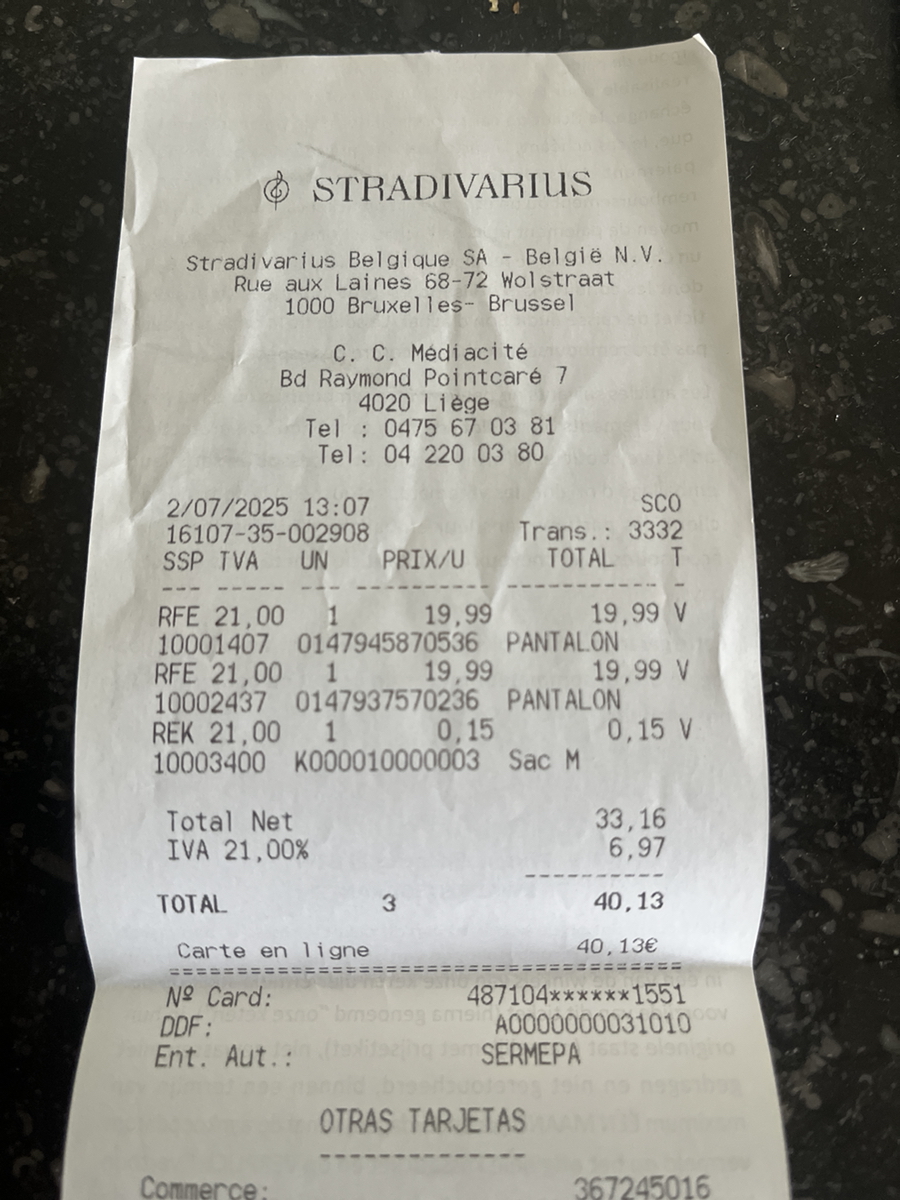 STRADIVARIUS
Stradivarius Belgique SA - België N.V.
Rue aux Laines 68-72 Wolstraat
1000 Bruxelles- Brussel
C. C. Médiacité
Bd Raymond Pointcaré 7
4020 Liège
Tel : 0475 67 03 81
Tel: 04 220 03 80
2/07/2025 13:07 SCO
16107-35-002908 Trans.: 3332
SSP TVA UN PRIX/U TOTAL T
--- ---- --- ---------- ---------- -
RFE 21,00 1 19,99 19,99 V
10001407 0147945870536 PANTALON
RFE 21,00 1 19,99 19,99 V
10002437 0147937570236 PANTALON
REK 21,00 1 0,15 0,15 V
10003400 K000010000003 Sac M
Total Net 33,16
IVA 21,00% 6,97
----------
TOTAL 3 40,13
Carte en ligne 40,13€
========================================
Nº Card: 487104******1551
DDF: A0000000031010
Ent. Aut.: SERMEPA
OTRAS TARJETAS
--------------
Commerce: 367245016